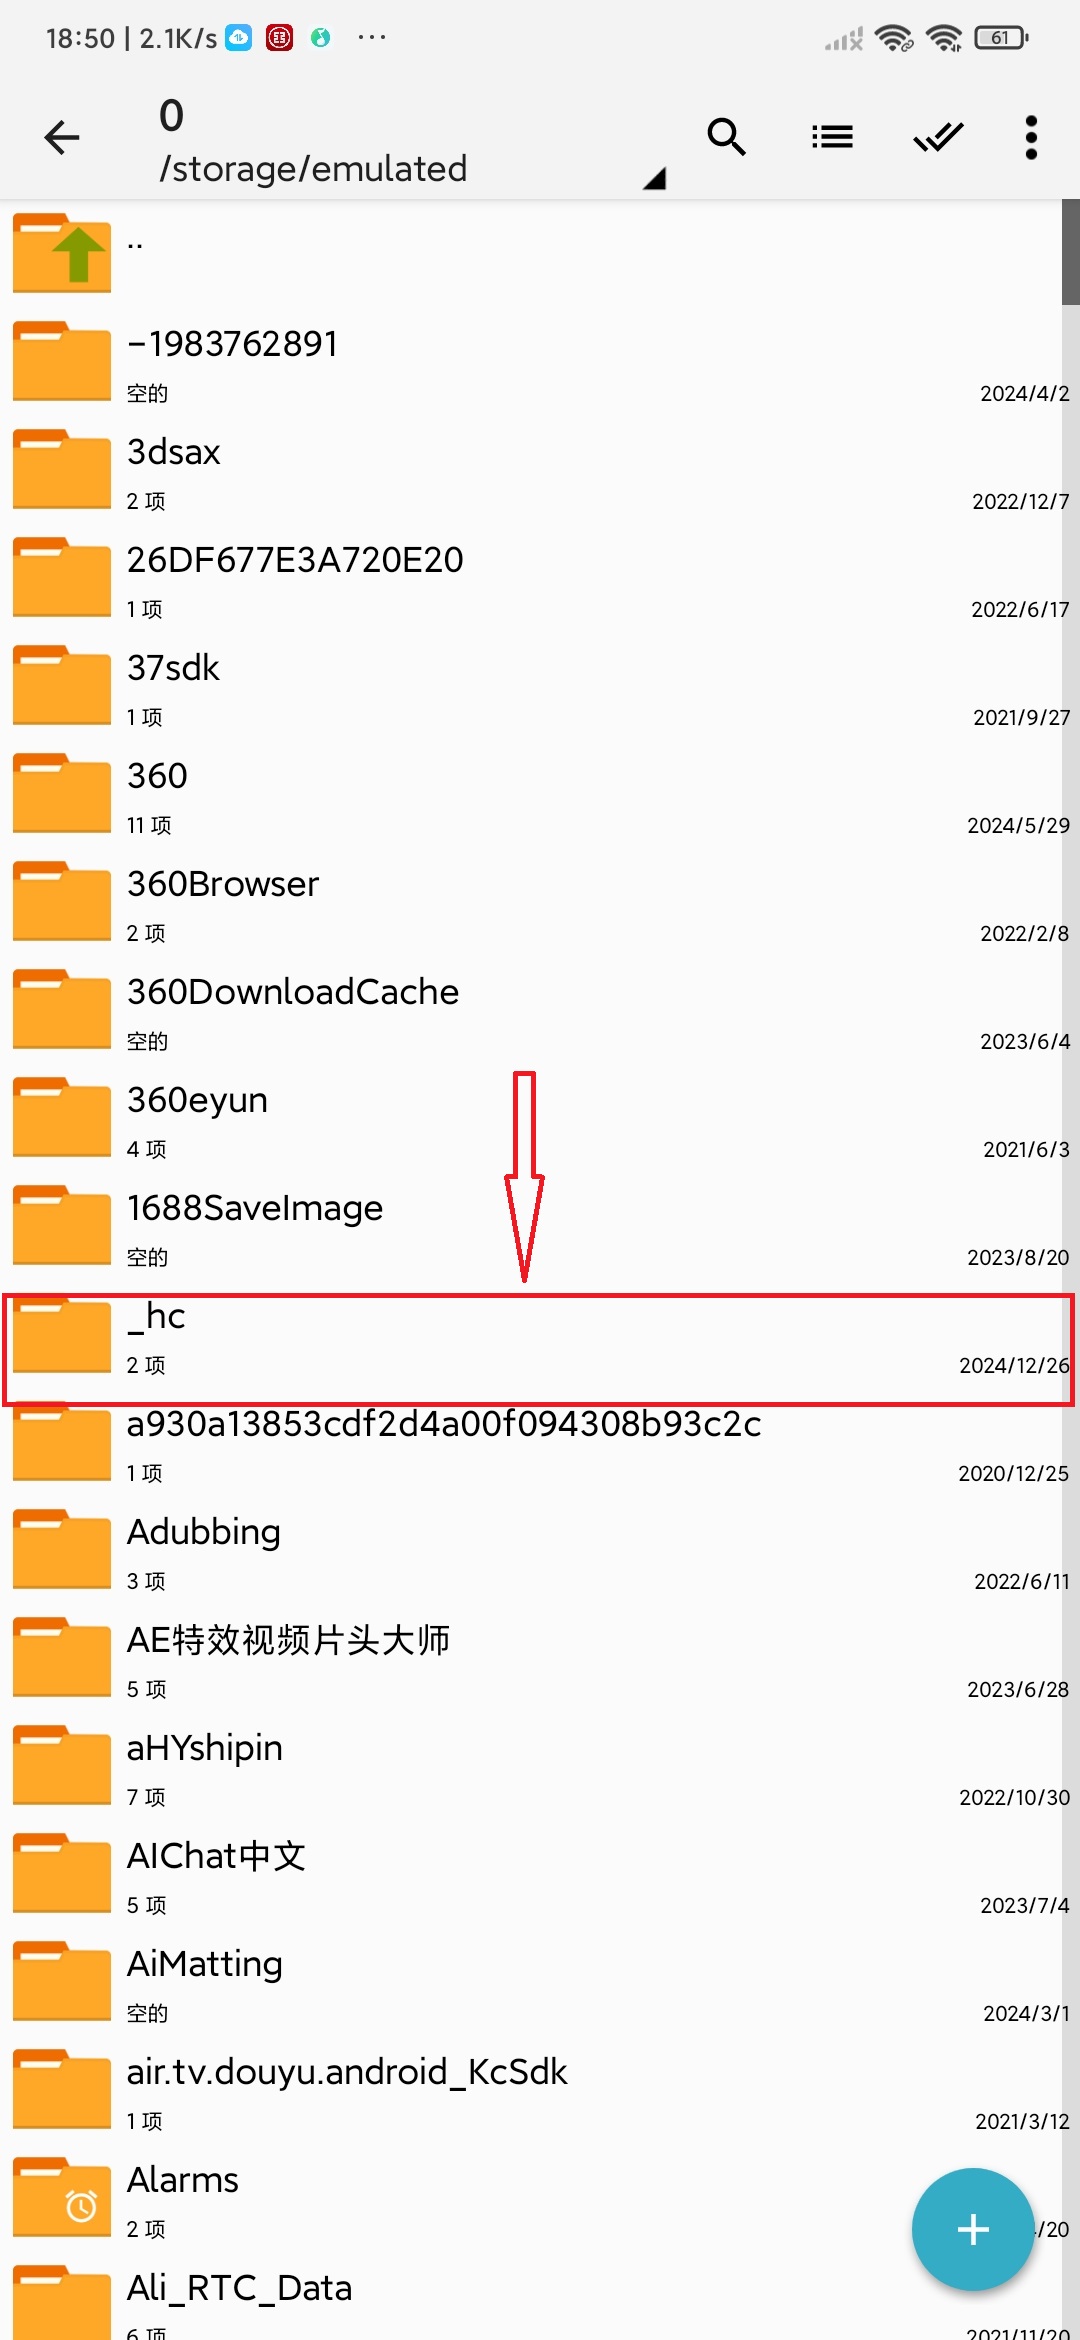 18:50 | 2.1K/s ...
61
0
/storage/emulated
..
-1983762891
空的 2024/4/2
3dsax
2 项 2022/12/7
26DF677E3A720E20
1 项 2022/6/17
37sdk
1 项 2021/9/27
360
11 项 2024/5/29
360Browser
2 项 2022/2/8
360DownloadCache
空的 2023/6/4
360eyun
4 项 2021/6/3
1688SaveImage
空的 2023/8/20
_hc
2 项 2024/12/26
a930a13853cdf2d4a00f094308b93c2c
1 项 2020/12/25
Adubbing
3 项 2022/6/11
AE特效视频片头大师
5 项 2023/6/28
aHYshipin
7 项 2022/10/30
AIChat中文
5 项 2023/7/4
AiMatting
空的 2024/3/1
air.tv.douyu.android_KcSdk
1 项 2021/3/12
Alarms
2 项 /20
Ali_RTC_Data
6 项 2021/11/20